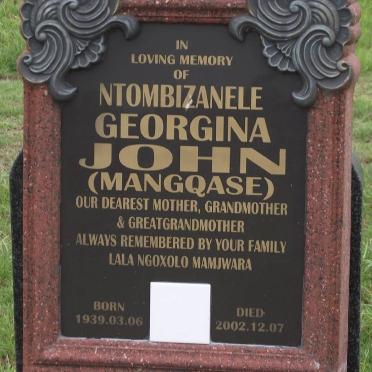 IN
LOVING MEMORY
OF
NTOMBIZANELE
GEORGINA
JOHN
(MANGQASE)
OUR DEAREST MOTHER, GRANDMOTHER
& GREATGRANDMOTHER
ALWAYS REMEMBERED BY YOUR FAMILY
LALA NGOXOLO MAMJWARA
BORN DIED
1939.03.06 2002.12.07